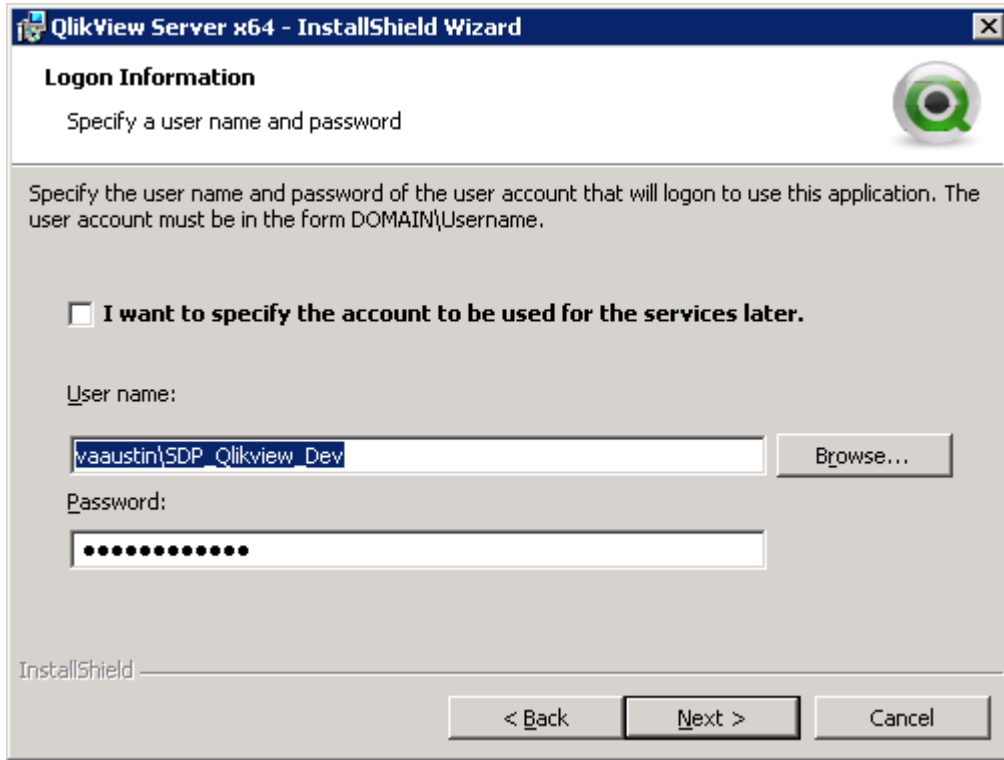 QlikView Server x64 - InstallShield Wizard
Logon Information
Specify a user name and password
Specify the user name and password of the user account that will logon to use this application. The
user account must be in the form DOMAIN\Username.
I want to specify the account to be used for the services later.
User name:
vaaustin\SDP_Qlikview_Dev
Browse...
Password:
●●●●●●●●●●●●
InstallShield
< Back
Next >
Cancel